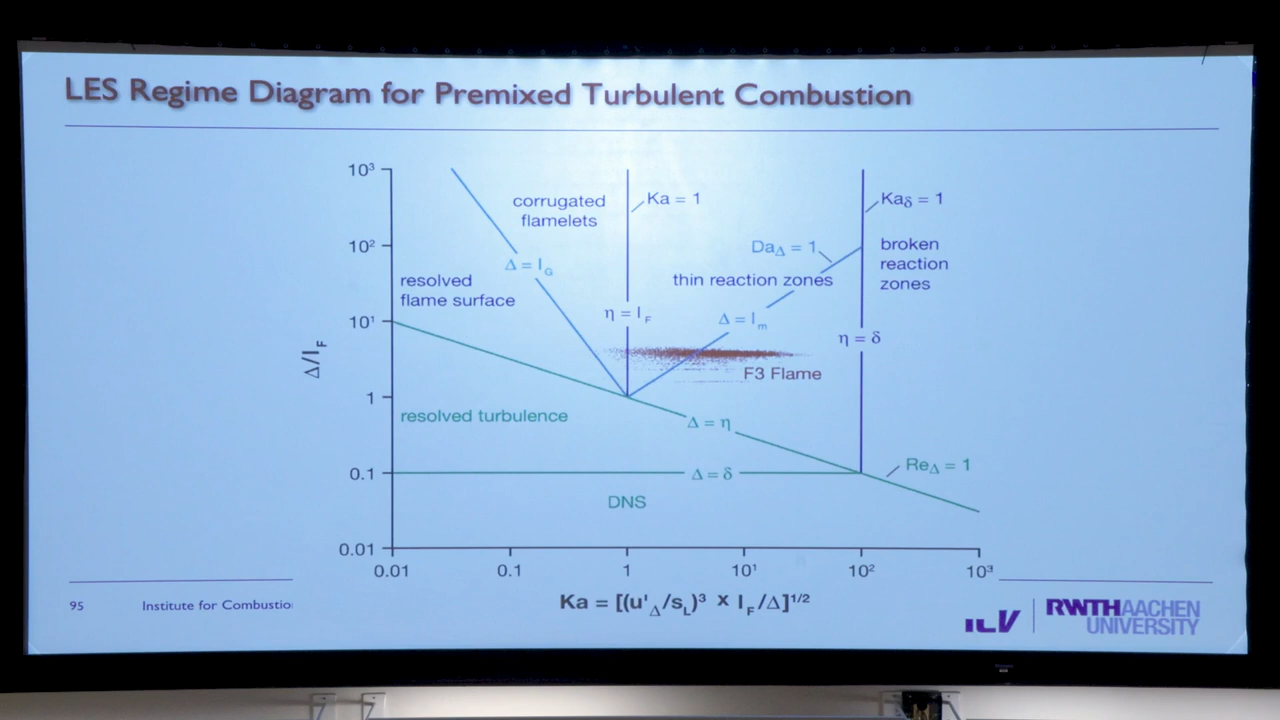 LES Regime Diagram for Premixed Turbulent Combustion
10³
10²
10¹
1
0.1
0.01
Δ/l_F
corrugated
flamelets
Ka = 1
Ka_δ = 1
Da_Δ = 1
broken
reaction
zones
Δ = l_G
thin reaction zones
resolved
flame surface
η = l_F
Δ = l_m
η = δ
F3 Flame
resolved turbulence
Δ = η
Re_Δ = 1
Δ = δ
DNS
0.01 0.1 1 10¹ 10² 10³
Ka = [(u'_Δ/s_L)³ x l_F/Δ]^1/2
95 Institute for Combustio
RWTH AACHEN
UNIVERSITY